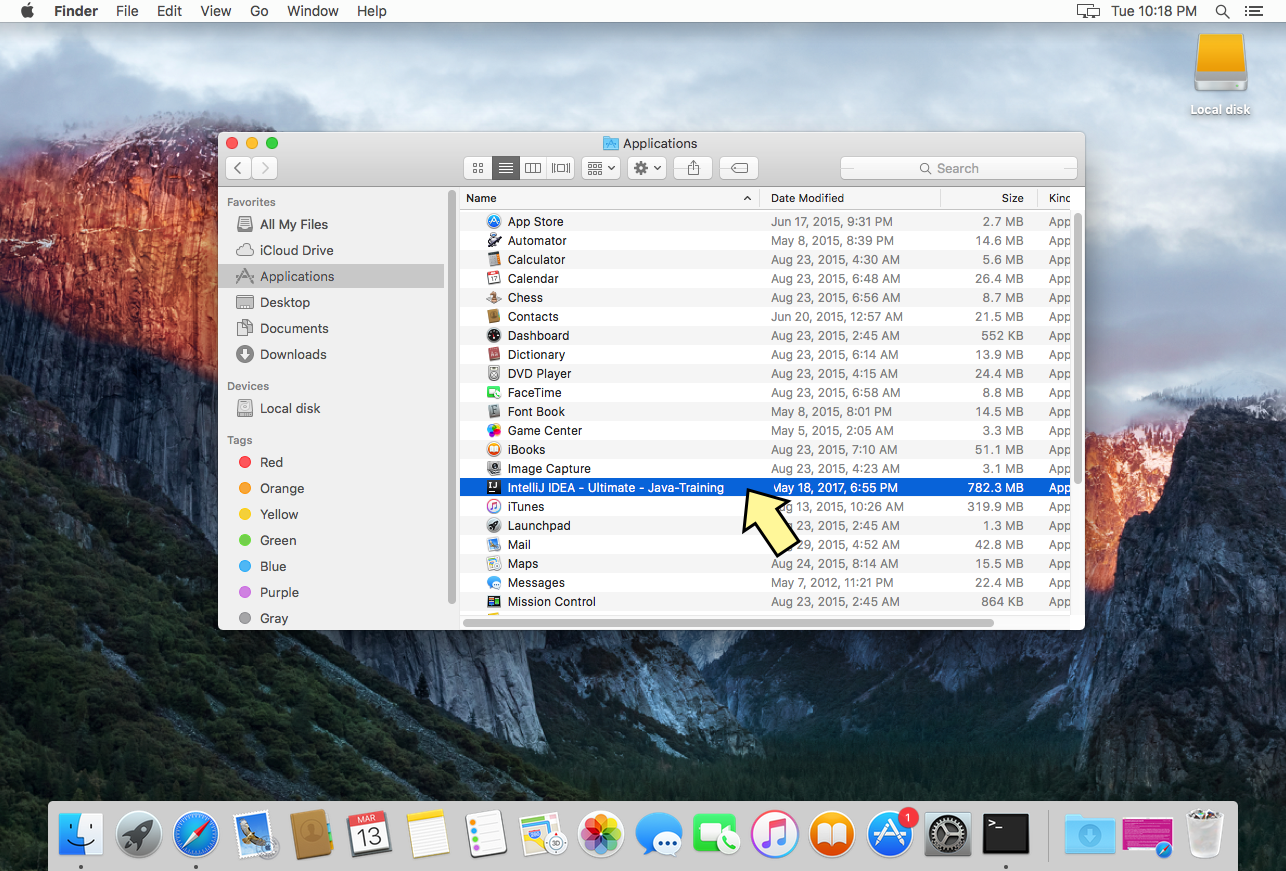 Finder File Edit View Go Window Help Tue 10:18 PM
Local disk
Applications
Search
Favorites
All My Files
iCloud Drive
Applications
Desktop
Documents
Downloads
Devices
Local disk
Tags
Red
Orange
Yellow
Green
Blue
Purple
Gray
Name Date Modified Size Kind
App Store Jun 17, 2015, 9:31 PM 2.7 MB App
Automator May 8, 2015, 8:39 PM 14.6 MB App
Calculator Aug 23, 2015, 4:30 AM 5.6 MB App
Calendar Aug 23, 2015, 6:48 AM 26.4 MB App
Chess Aug 23, 2015, 6:56 AM 8.7 MB App
Contacts Jun 20, 2015, 12:57 AM 21.5 MB App
Dashboard Aug 23, 2015, 2:45 AM 552 KB App
Dictionary Aug 23, 2015, 6:14 AM 13.9 MB App
DVD Player Aug 23, 2015, 4:15 AM 24.4 MB App
FaceTime Aug 23, 2015, 6:58 AM 8.8 MB App
Font Book May 8, 2015, 8:01 PM 14.5 MB App
Game Center May 5, 2015, 2:05 AM 3.3 MB App
iBooks Aug 23, 2015, 7:10 AM 51.1 MB App
Image Capture Aug 23, 2015, 4:23 AM 3.1 MB App
IntelliJ IDEA - Ultimate - Java-Training May 18, 2017, 6:55 PM 782.3 MB App
iTunes 13, 2015, 10:26 AM 319.9 MB App
Launchpad 23, 2015, 2:45 AM 1.3 MB App
Mail 29, 2015, 4:52 AM 42.8 MB App
Maps Aug 24, 2015, 8:14 AM 15.5 MB App
Messages May 7, 2012, 11:21 PM 22.4 MB App
Mission Control Aug 23, 2015, 2:45 AM 864 KB App
MAR
13
3D
1
>_